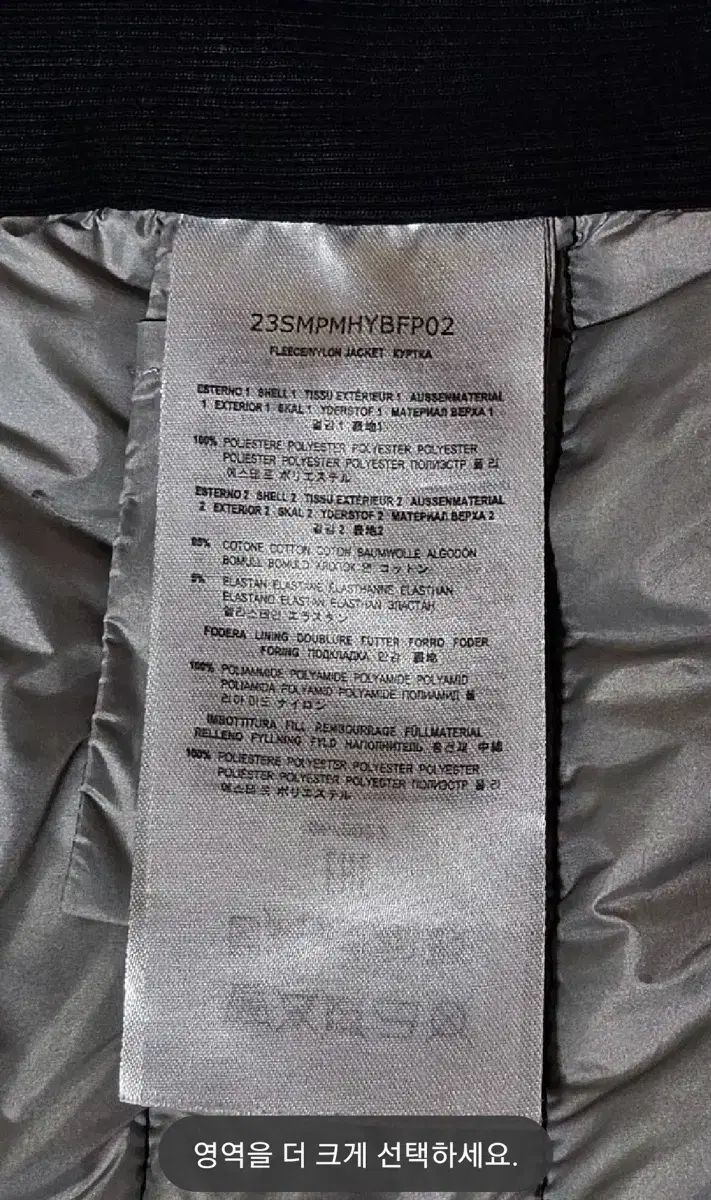 23SMPMHYBFP02
FLEECE/NYLON JACKET КУРТКА
ESTERNO 1 SHELL 1 TISSU EXTÉRIEUR 1 AUSSENMATERIAL
1 EXTERIOR 1 SKAL 1 YDERSTOF 1 МАТЕРИАЛ ВЕРХА 1
겉감 1 表地1
100% POLIESTERE POLYESTER POLYESTER POLYESTER
POLIESTER POLYESTER POLYESTER ПОЛИЭСТР 폴 리
에스테 르 ポリエステル
ESTERNO 2 SHELL 2 TISSU EXTÉRIEUR 2 AUSSENMATERIAL
2 EXTERIOR 2 SKAL 2 YDERSTOF 2 МАТЕРИАЛ ВЕРХА 2
겉감 2 表地2
95% COTONE COTTON COTON BAUMWOLLE ALGODÓN
BOMULL BOMULD ХЛОПОК 면 コットン
5% ELASTAN ELASTANE ELASTHANNE ELASTHAN
ELASTANO ELASTAN ELASTHAN ЭЛАСТАН
엘라스테인 エラスタン
FODERA LINING DOUBLURE FUTTER FORRO FODER
FORING ПОДКЛАДКА 안감 裏地
100% POLIAMMIDE POLYAMIDE POLYAMIDE POLYAMID
POLIAMIDA POLYAMID POLYAMIDE ПОЛИАМИД 폴
리아 미드 ナイロン
IMBOTTITURA FILL REMBOURRAGE FÜLLMATERIAL
RELLENO FYLLNING FYLD НАПОЛНИТЕЛЬ 충전재 中綿
100% POLIESTERE POLYESTER POLYESTER POLYESTER
POLIESTER POLYESTER POLYESTER ПОЛИЭСТР 폴 리
에스테 르 ポリエステル
영역을 더 크게 선택하세요.